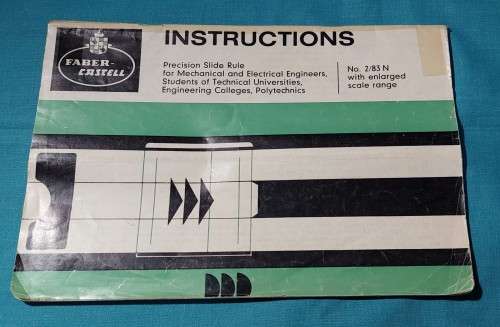 INSTRUCTIONS
FABER-
CASTELL
Precision Slide Rule
for Mechanical and Electrical Engineers,
Students of Technical Universities,
Engineering Colleges, Polytechnics
No. 2/83 N
with enlarged
scale range